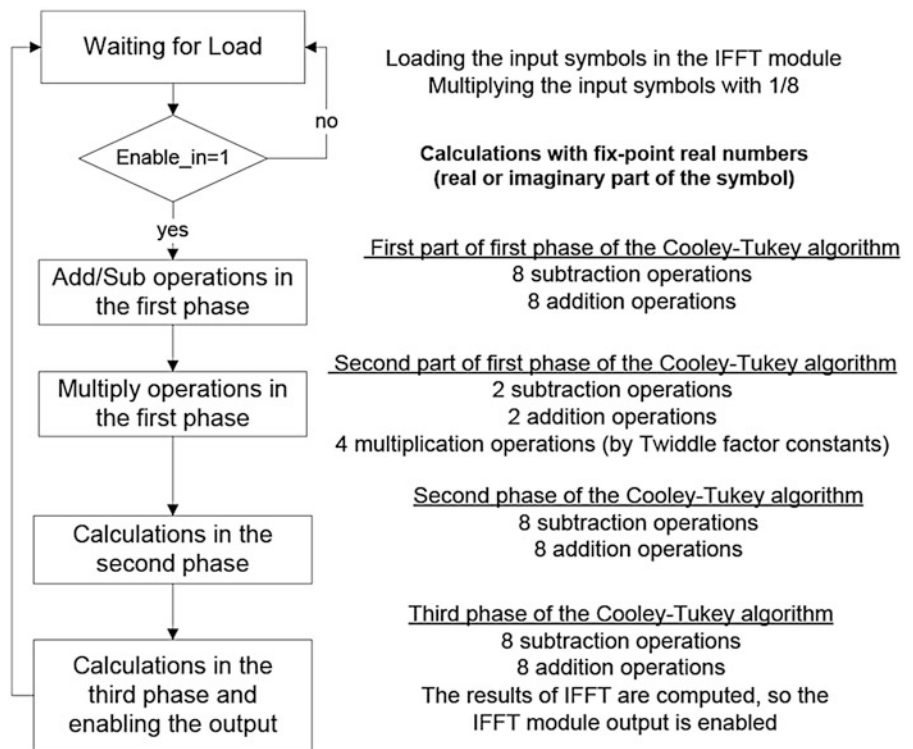 Waiting for Load
Loading the input symbols in the IFFT module
Multiplying the input symbols with 1/8
no
Enable_in=1
Calculations with fix-point real numbers
(real or imaginary part of the symbol)
yes
Add/Sub operations in
the first phase
First part of first phase of the Cooley-Tukey algorithm
8 subtraction operations
8 addition operations
Multiply operations in
the first phase
Second part of first phase of the Cooley-Tukey algorithm
2 subtraction operations
2 addition operations
4 multiplication operations (by Twiddle factor constants)
Calculations in the
second phase
Second phase of the Cooley-Tukey algorithm
8 subtraction operations
8 addition operations
Calculations in the
third phase and
enabling the output
Third phase of the Cooley-Tukey algorithm
8 subtraction operations
8 addition operations
The results of IFFT are computed, so the
IFFT module output is enabled